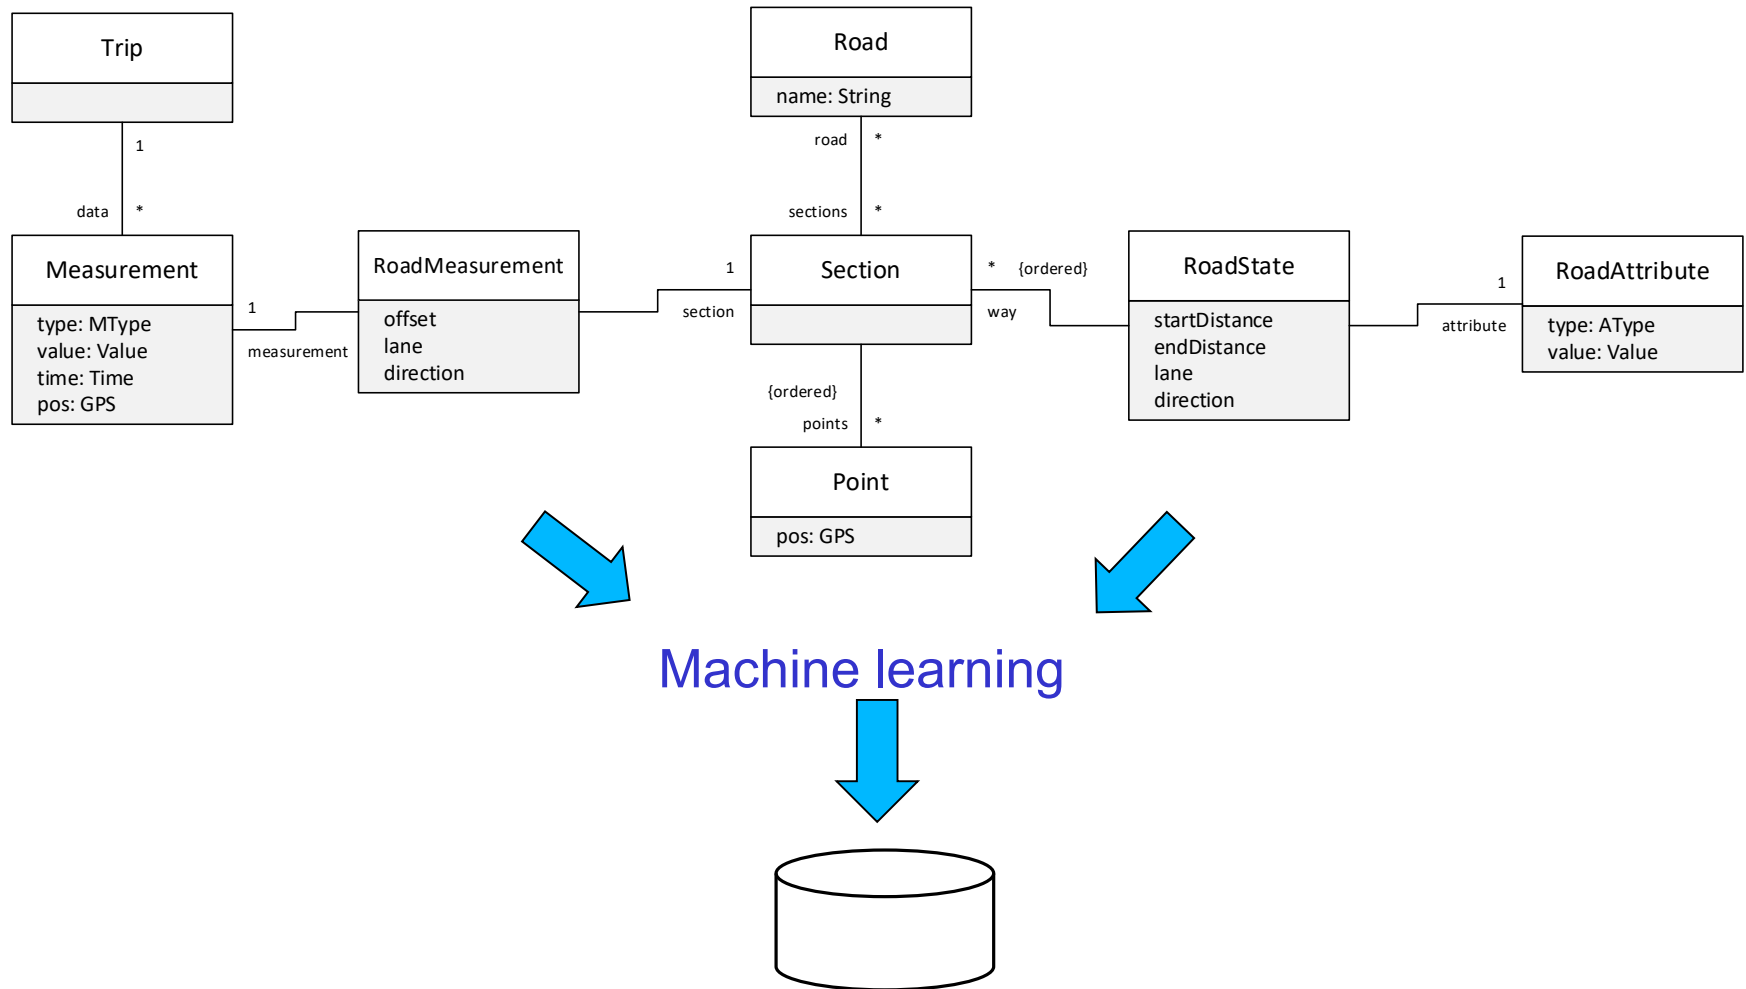 Trip
1
data *
Measurement
type: MType
value: Value
time: Time
pos: GPS
1
measurement
RoadMeasurement
offset
lane
direction
1
section
Road
name: String
road *
sections *
Section
{ordered}
points *
Point
pos: GPS
* {ordered}
way
RoadState
startDistance
endDistance
lane
direction
1
attribute
RoadAttribute
type: AType
value: Value
Machine learning